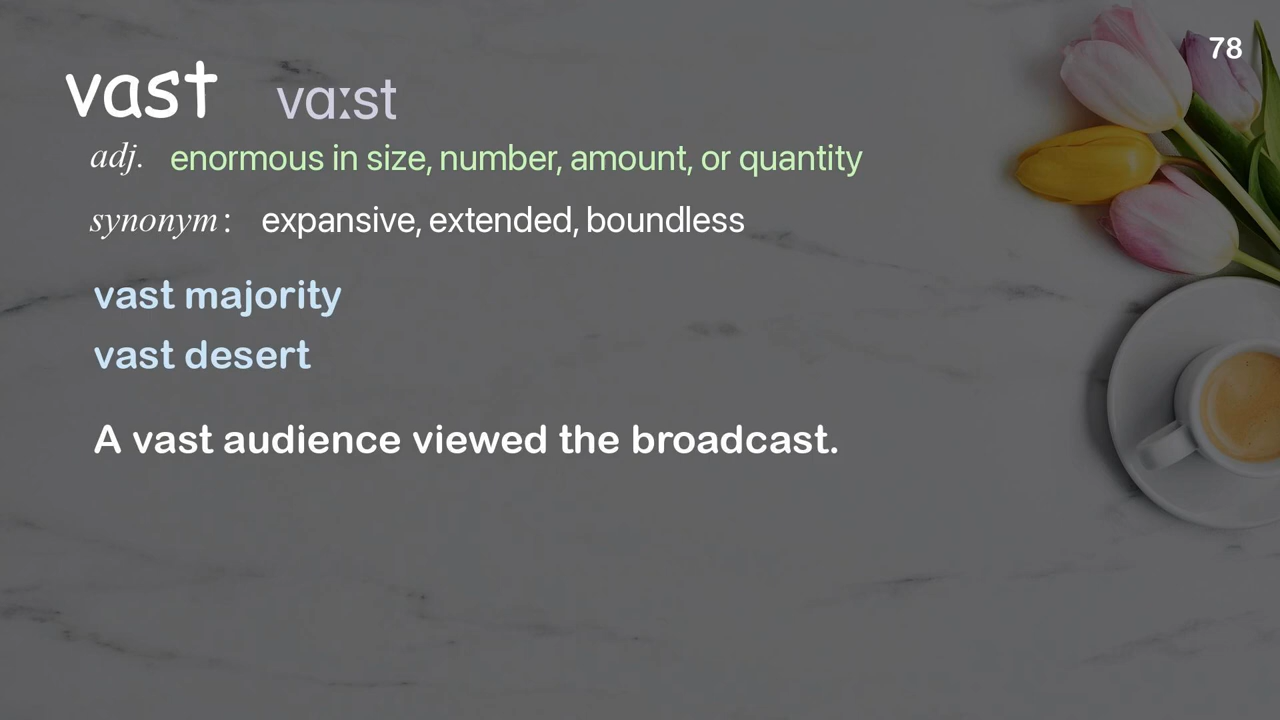 78
vast vɑːst
adj. enormous in size, number, amount, or quantity
synonym: expansive, extended, boundless
vast majority
vast desert
A vast audience viewed the broadcast.